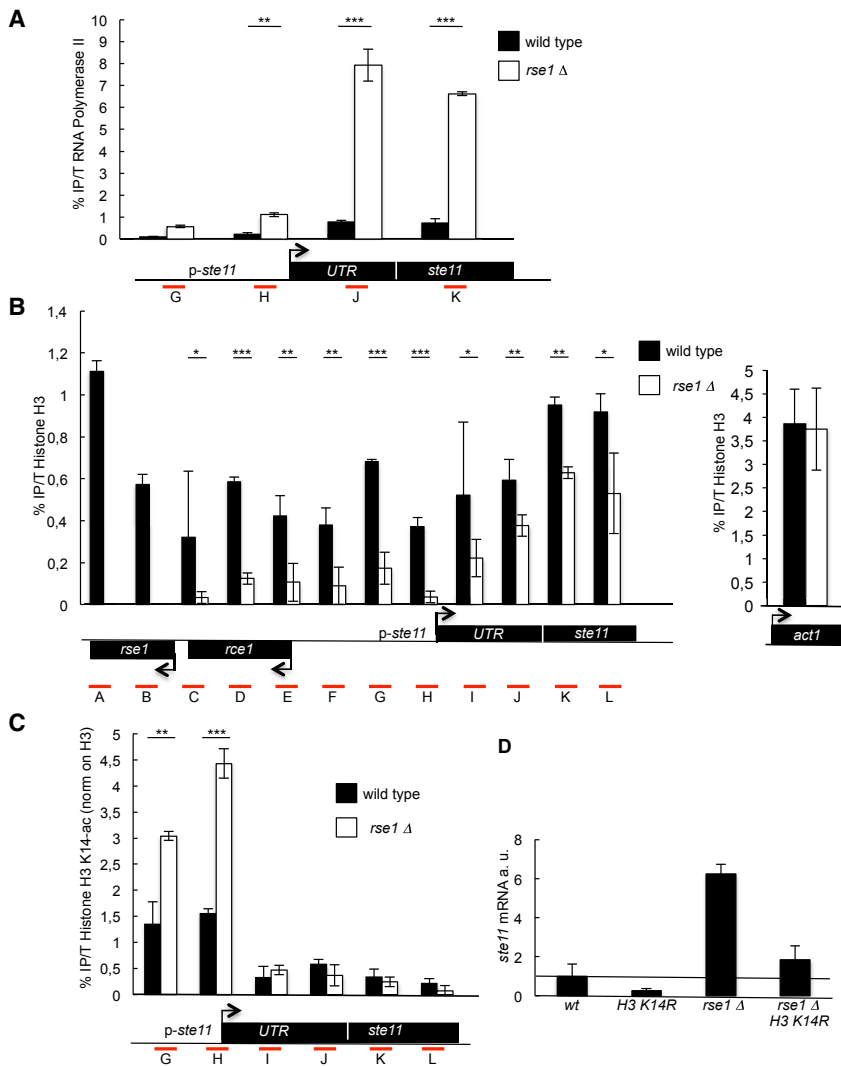 A
% IP/T RNA Polymerase II
10
9
8
7
6
5
4
3
2
1
0
** *** ***
wild type
rse1 Δ
p-ste11 UTR ste11
G H J K
B
% IP/T Histone H3
1,4
1,2
1
0,8
0,6
0,4
0,2
0
* *** ** ** *** *** * ** ** *
wild type
rse1 Δ
rse1 rce1 p-ste11 UTR ste11
A B C D E F G H I J K L
% IP/T Histone H3
5
4,5
4
3,5
3
2,5
2
1,5
1
0,5
0
act1
C
% IP/T Histone H3 K14-ac (norm on H3)
5
4,5
4
3,5
3
2,5
2
1,5
1
0,5
0
** ***
wild type
rse1 Δ
p-ste11 UTR ste11
G H I J K L
D
ste11 mRNA a. u.
8
6
4
2
0
wt H3 K14R rse1 Δ rse1 Δ
H3 K14R